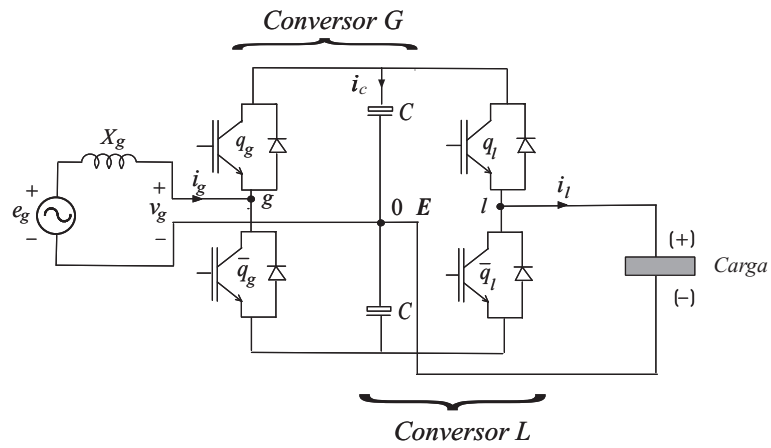 Conversor G
i_c
C
X_g
q_g
q_l
+
e_g
−
+
v_g
−
i_g
g
0 E
l
i_l
(+)
Carga
(−)
q̄_g
q̄_l
C
Conversor L